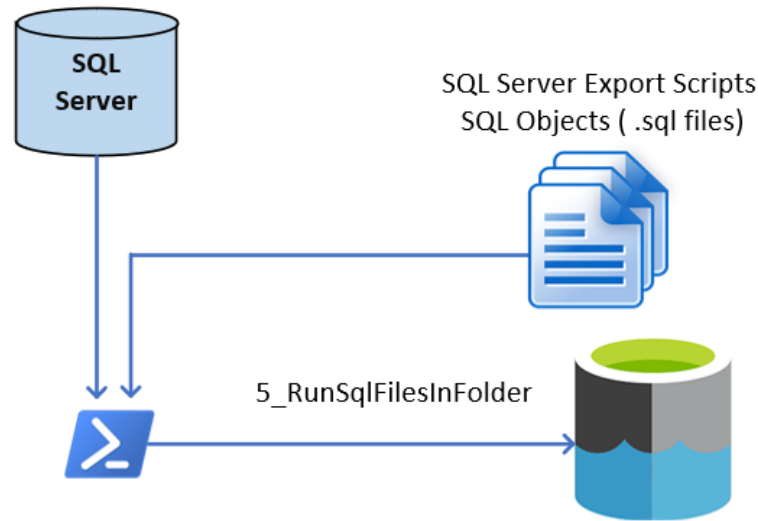 SQL
Server
SQL Server Export Scripts
SQL Objects ( .sql files)
5_RunSqlFilesInFolder